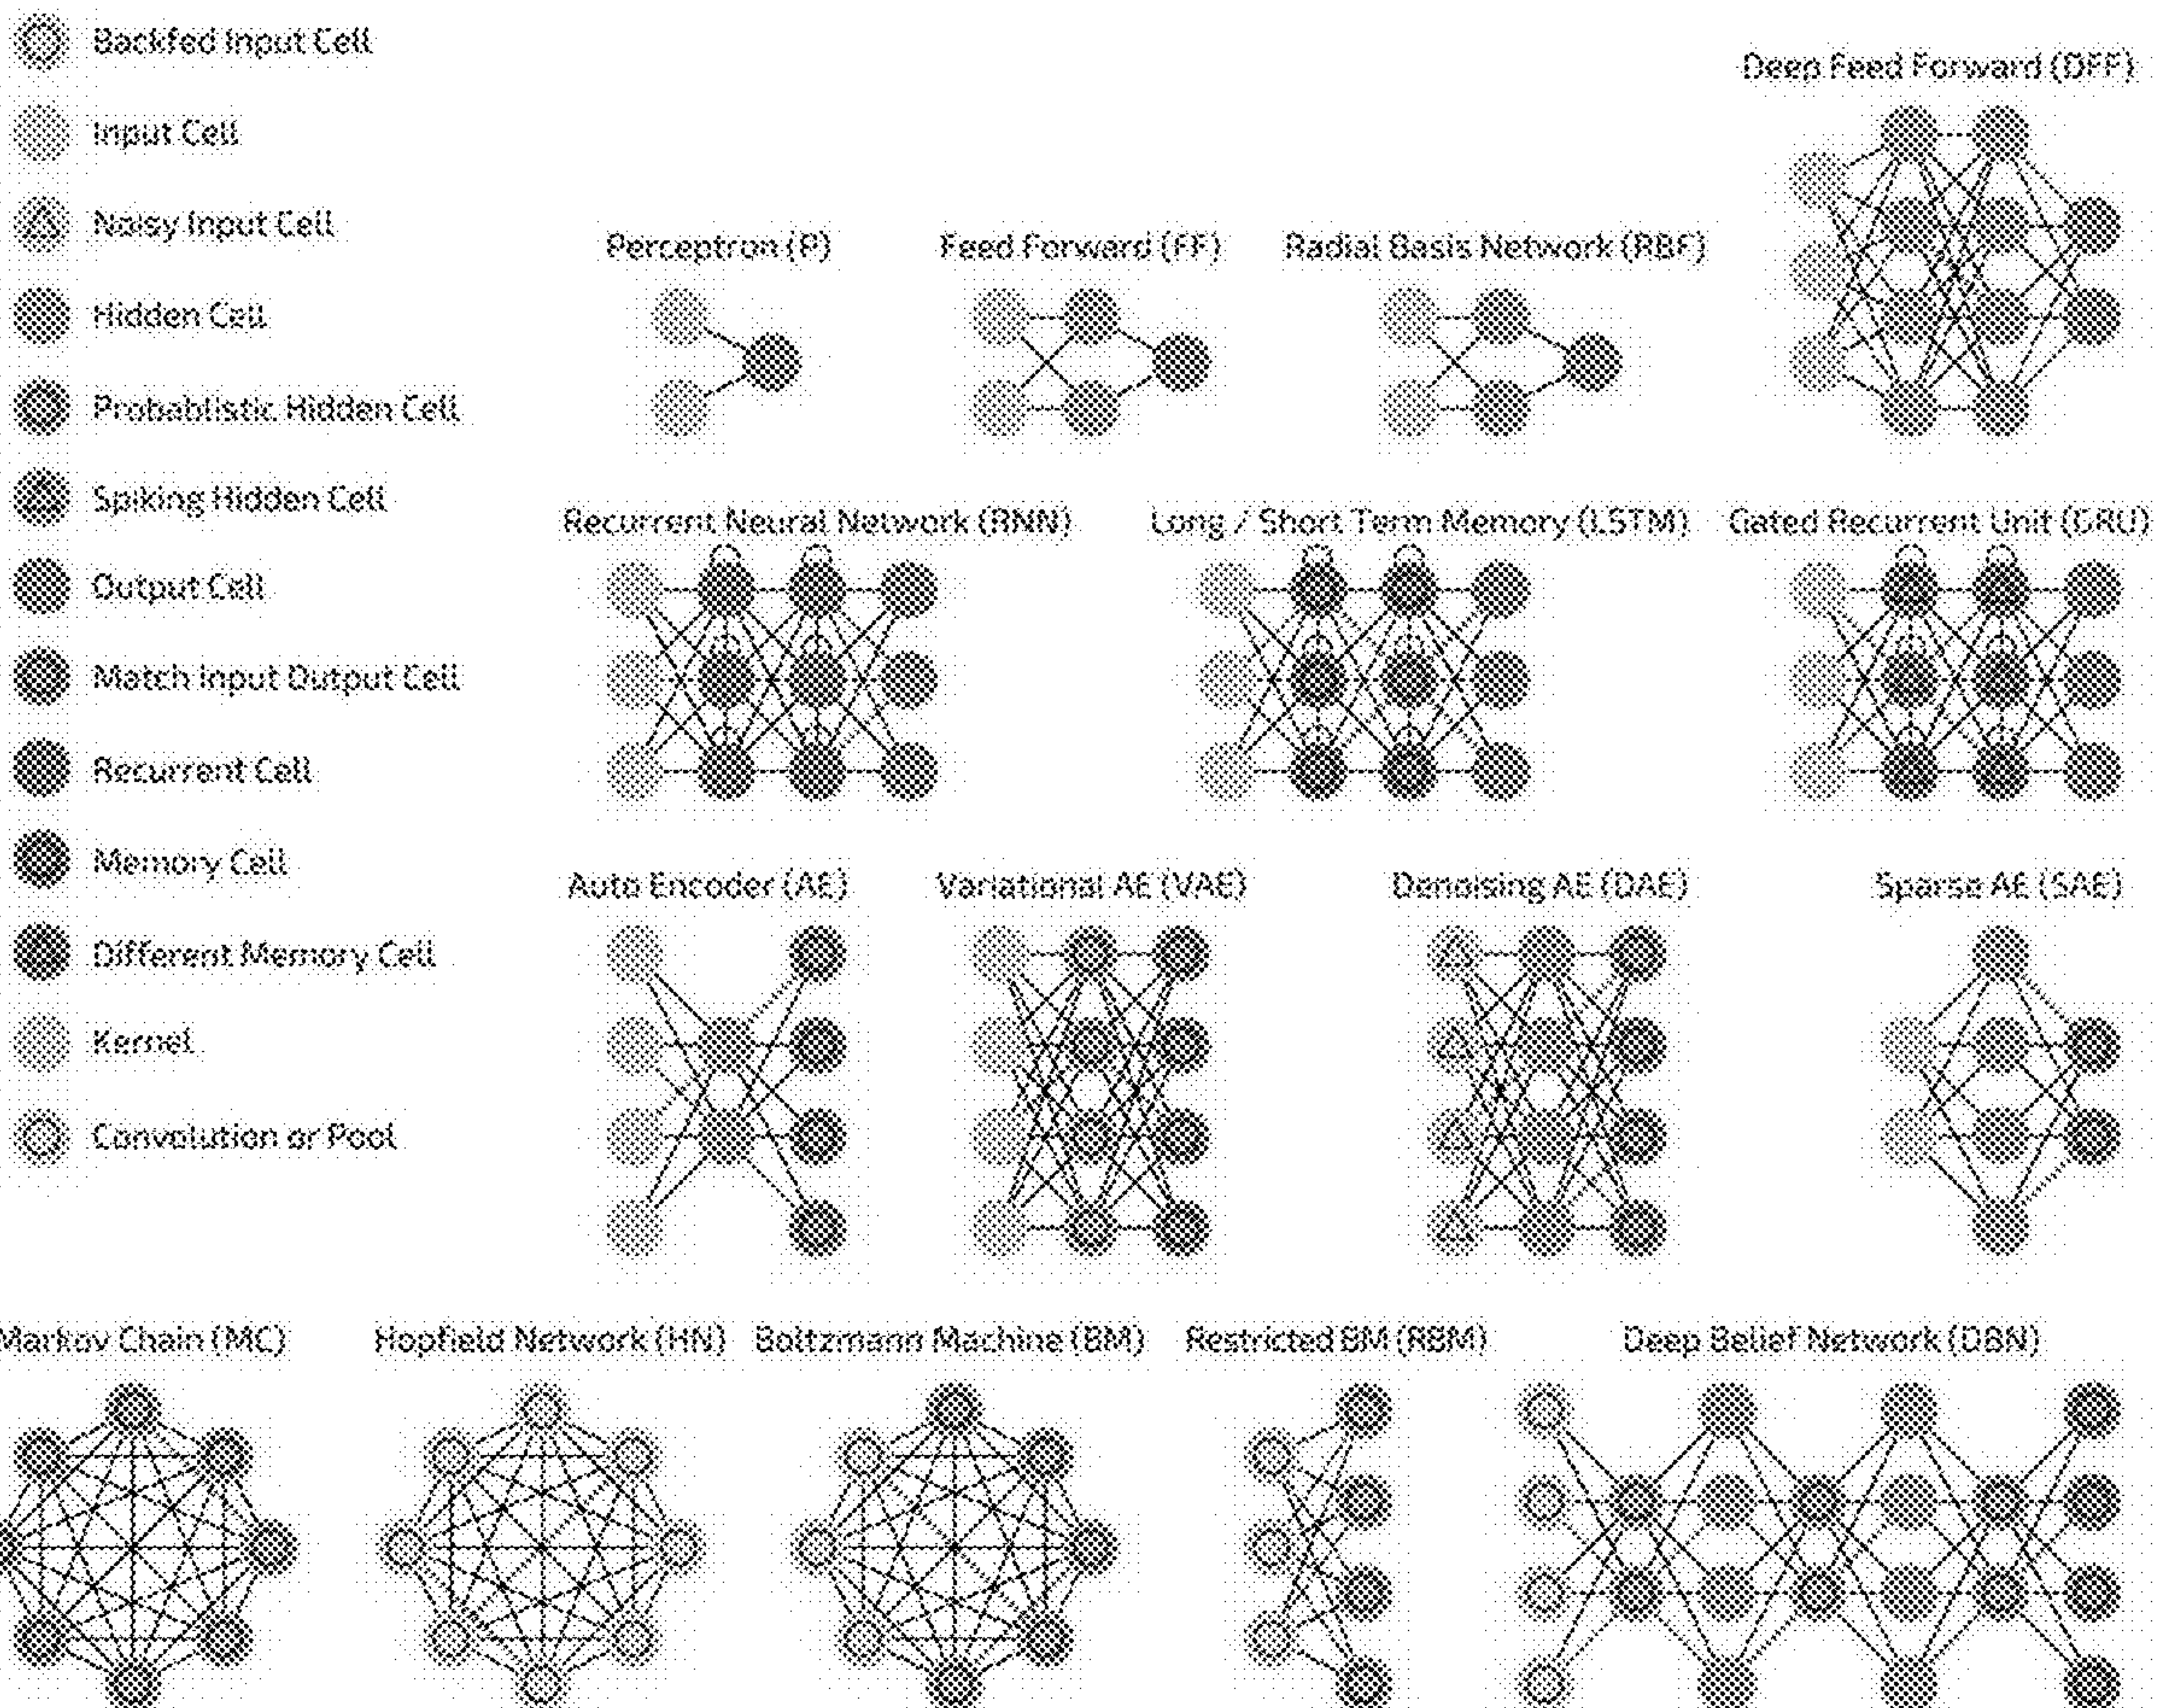 Backfed Input Cell
Input Cell
Noisy Input Cell
Hidden Cell
Probablistic Hidden Cell
Spiking Hidden Cell
Output Cell
Match Input Output Cell
Recurrent Cell
Memory Cell
Different Memory Cell
Kernel
Convolution or Pool
Deep Feed Forward (DFF)
Perceptron (P)
Feed Forward (FF)
Radial Basis Network (RBF)
Recurrent Neural Network (RNN)
Long / Short Term Memory (LSTM)
Gated Recurrent Unit (GRU)
Auto Encoder (AE)
Variational AE (VAE)
Denoising AE (DAE)
Sparse AE (SAE)
Markov Chain (MC)
Hopfield Network (HN)
Boltzmann Machine (BM)
Restricted BM (RBM)
Deep Belief Network (DBN)